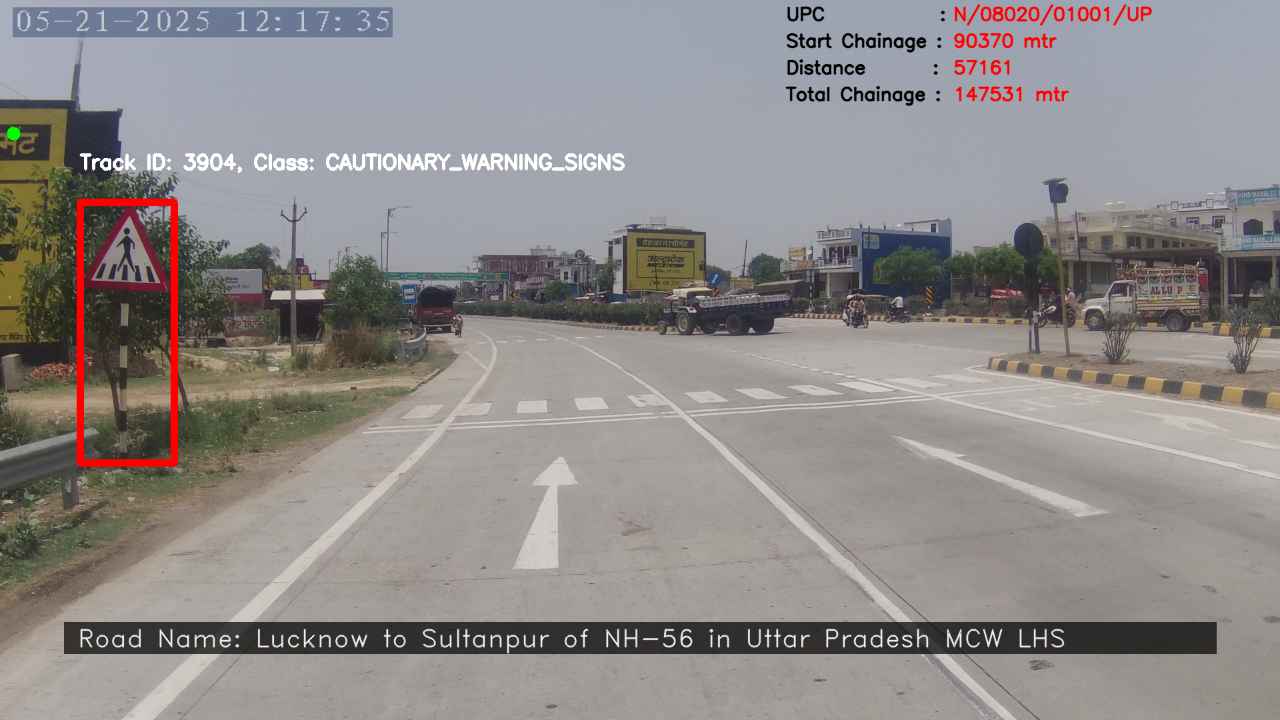 05-21-2025 12:17:35
UPC : N/08020/01001/UP
Start Chainage : 90370 mtr
Distance : 57161
Total Chainage : 147531 mtr
Track ID: 3904, Class: CAUTIONARY_WARNING_SIGNS
Road Name: Lucknow to Sultanpur of NH-56 in Uttar Pradesh MCW LHS